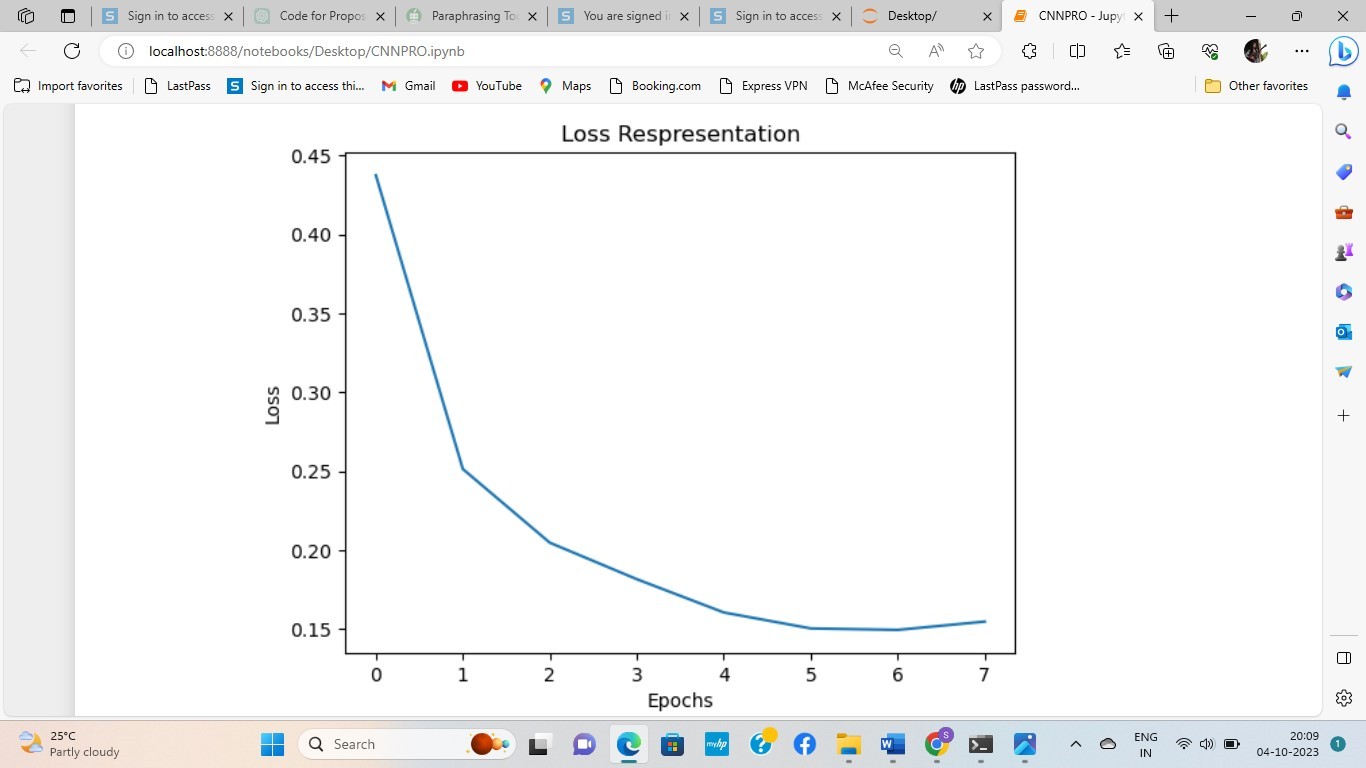 Sign in to access
Code for Propos
Paraphrasing To
You are signed i
Sign in to access
Desktop/
CNNPRO - Jupyt
localhost:8888/notebooks/Desktop/CNNPRO.ipynb
Import favorites
LastPass
S Sign in to access thi...
Gmail
YouTube
Maps
Booking.com
Express VPN
McAfee Security
hp LastPass password...
Other favorites
Loss Respresentation
0.45
0.40
0.35
0.30
0.25
0.20
0.15
Loss
0 1 2 3 4 5 6 7
Epochs
25°C
Partly cloudy
Search
myhp
S
W
ENG
IN
20:09
04-10-2023
1